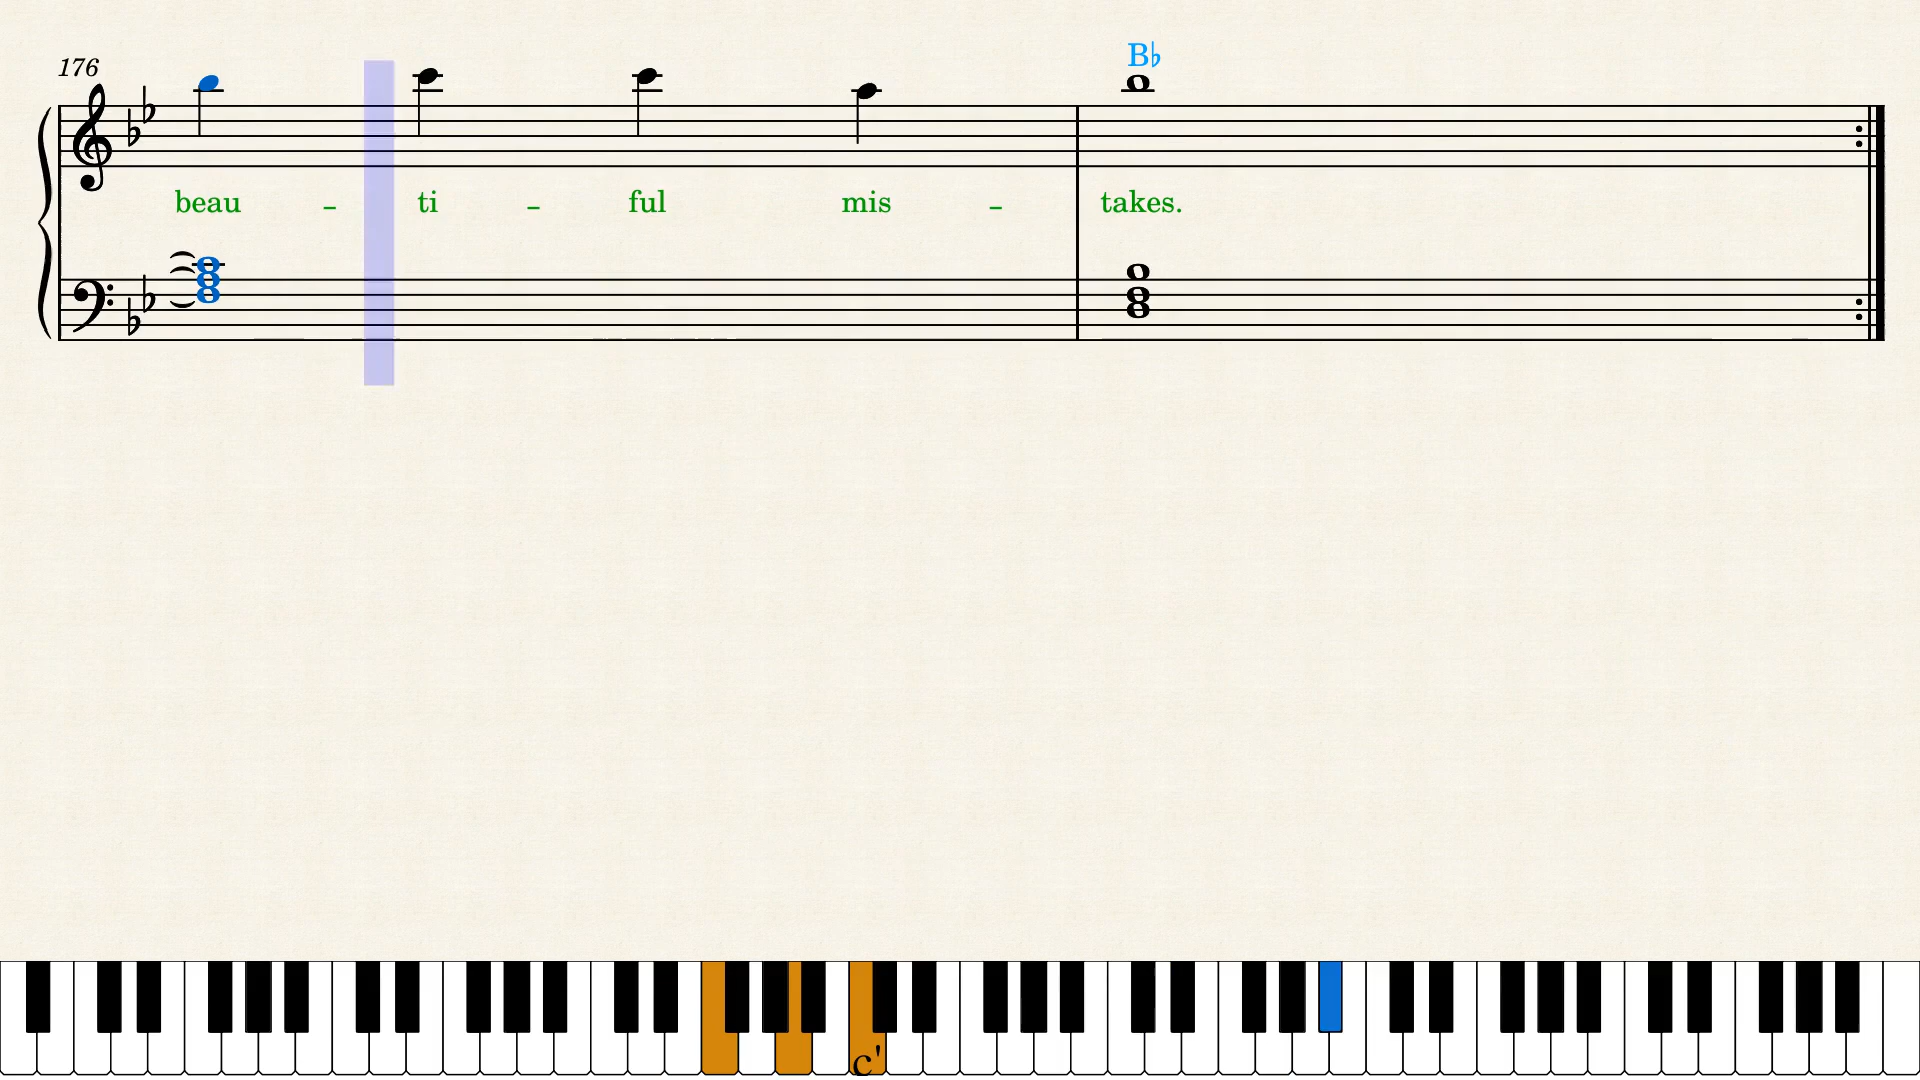 B♭
176
beau - ti - ful mis - takes.
c'